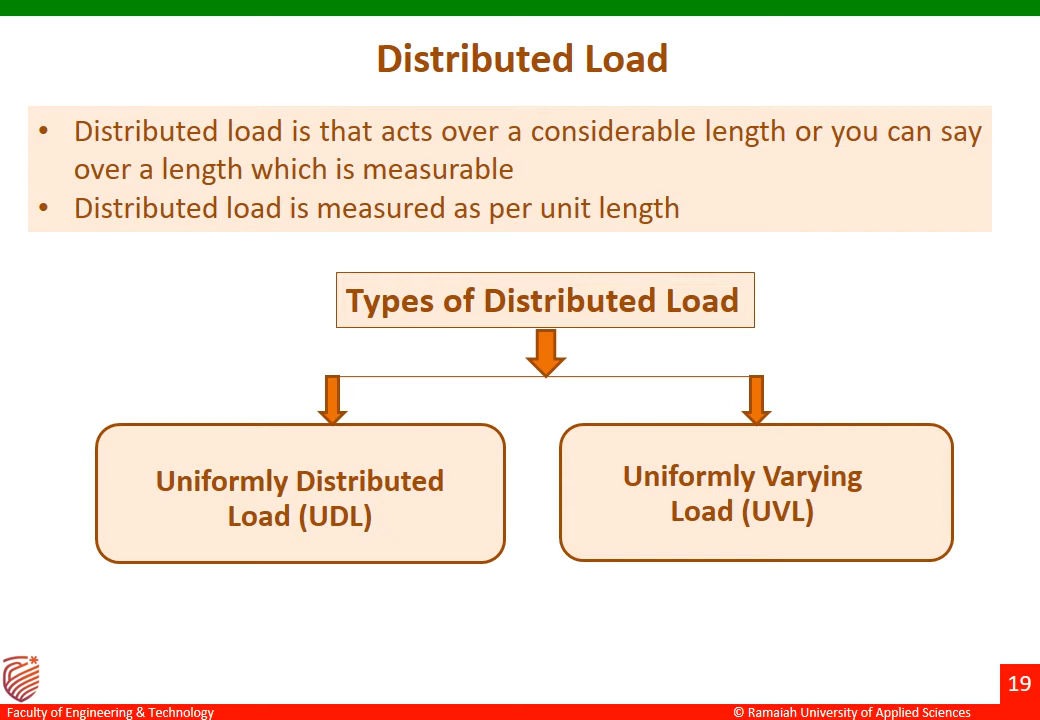 Distributed Load
• Distributed load is that acts over a considerable length or you can say
over a length which is measurable
• Distributed load is measured as per unit length
Types of Distributed Load
Uniformly Distributed
Load (UDL)
Uniformly Varying
Load (UVL)
19
Faculty of Engineering & Technology
© Ramaiah University of Applied Sciences